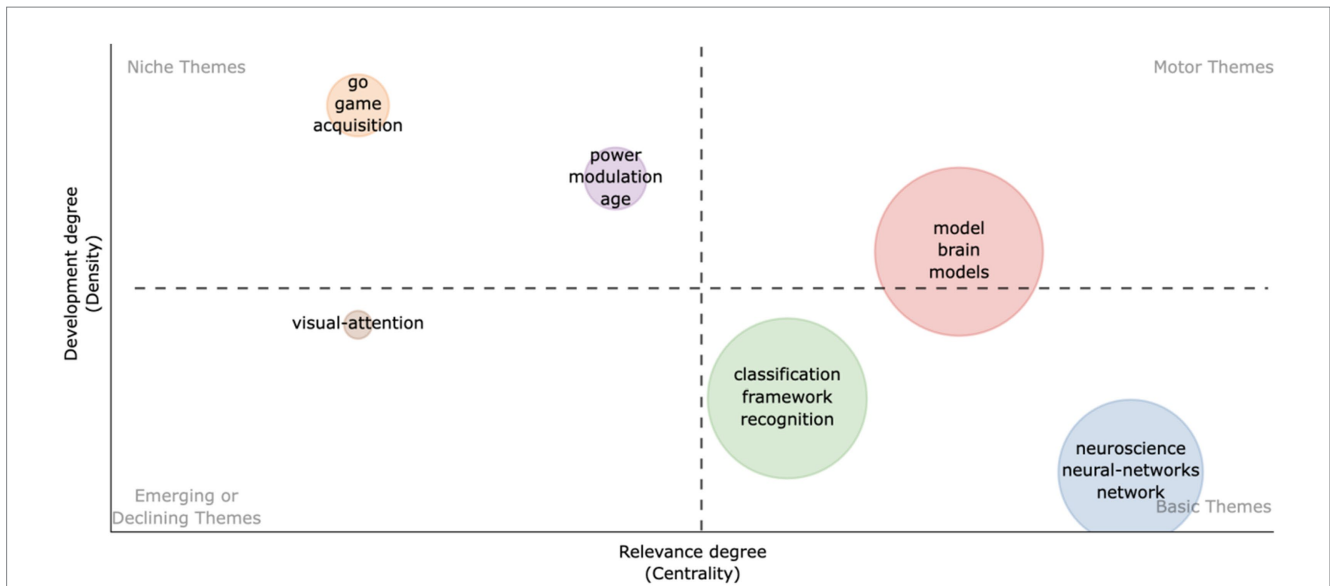 Niche Themes
Motor Themes
go
game
acquisition
power
modulation
age
model
brain
models
Development degree
(Density)
visual-attention
classification
framework
recognition
neuroscience
neural-networks
network
Emerging or
Declining Themes
Basic Themes
Relevance degree
(Centrality)